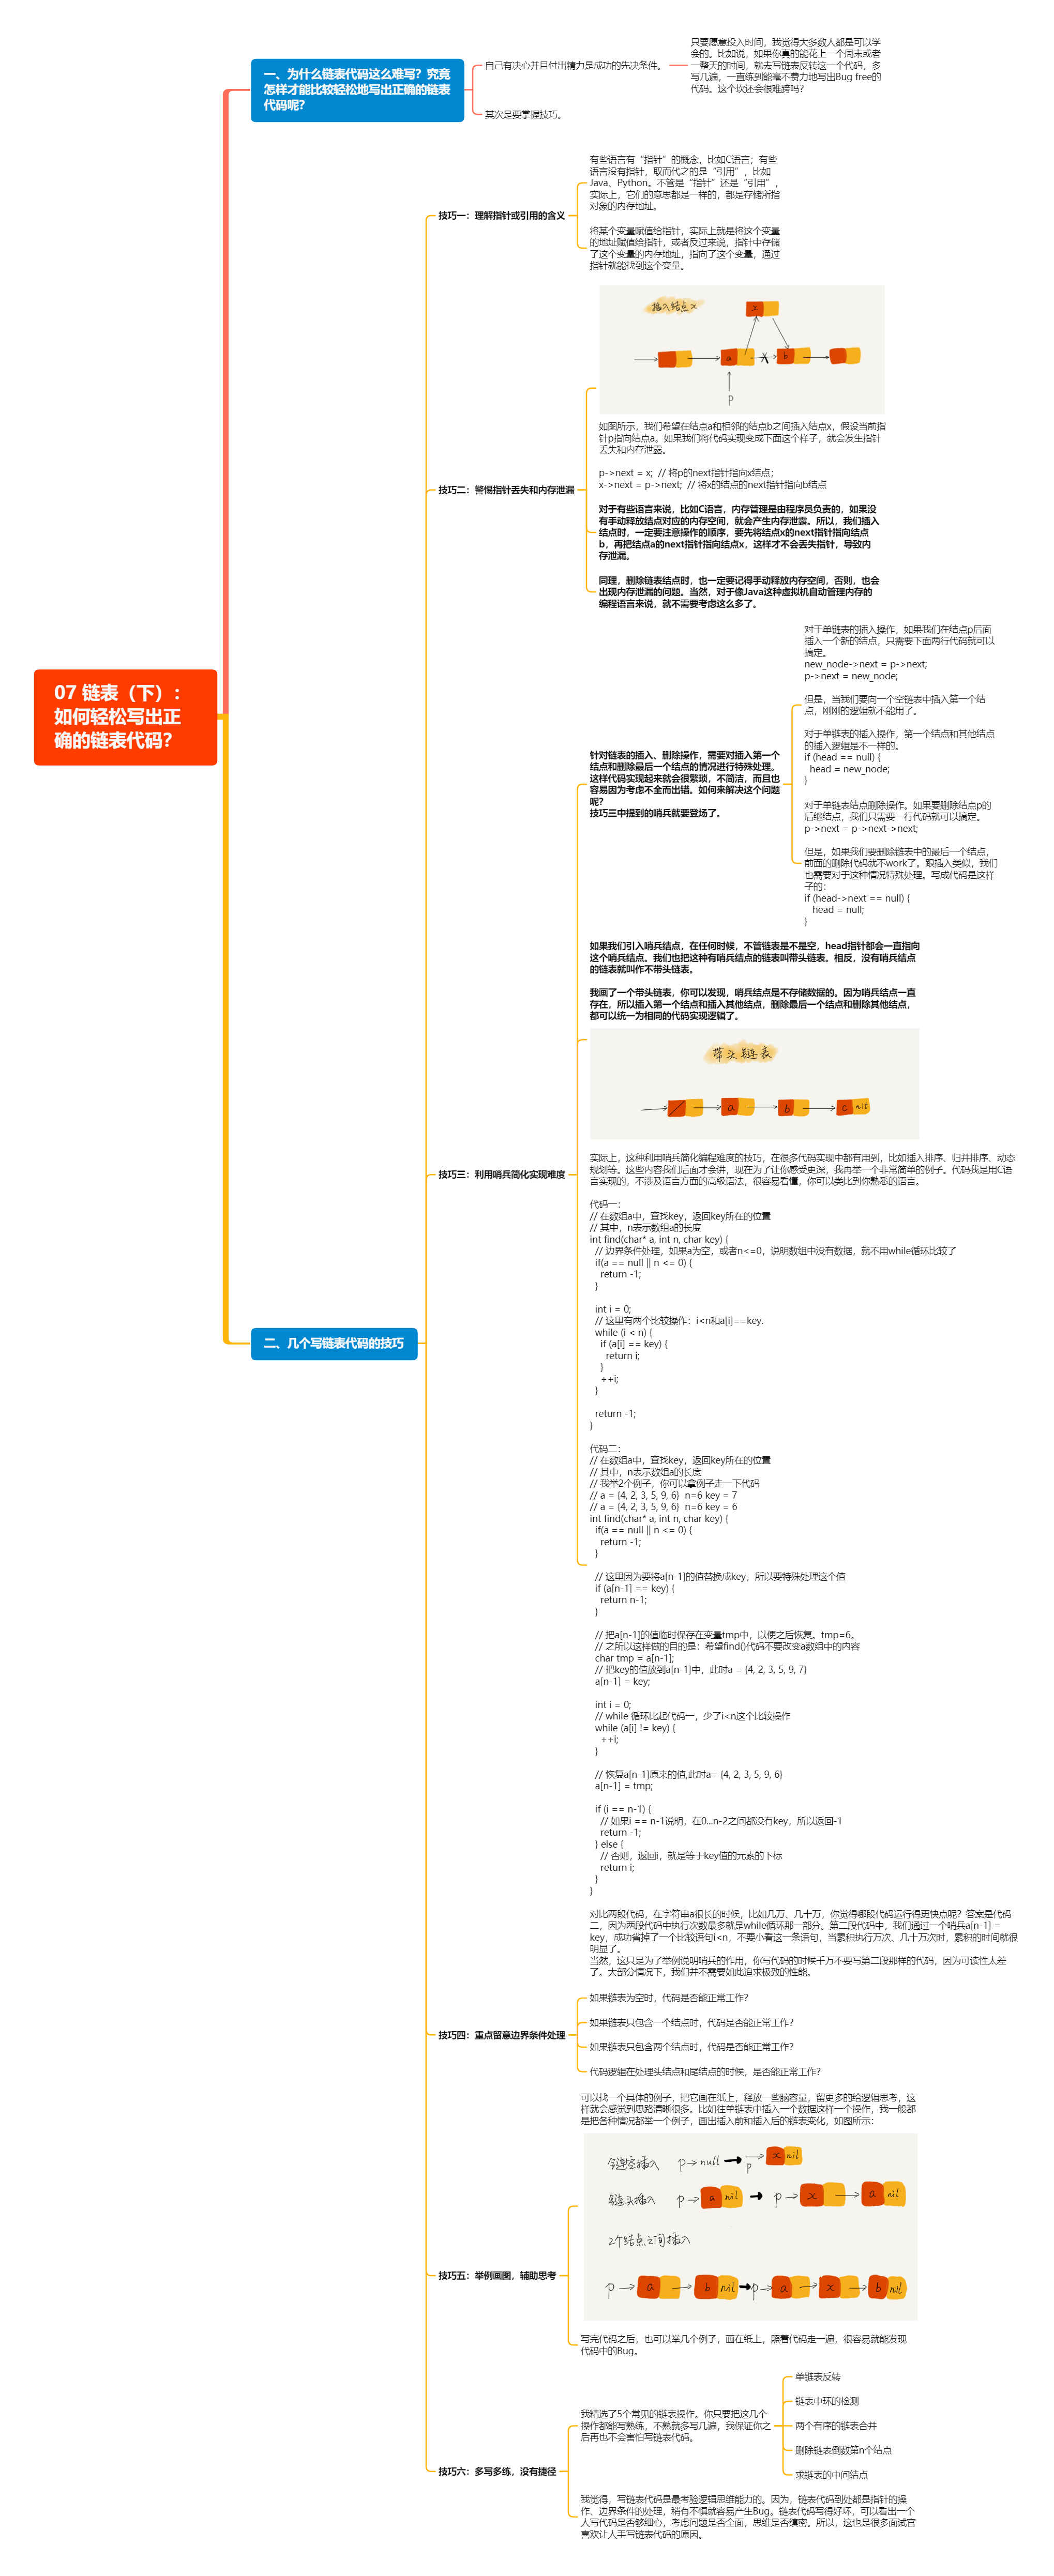 07 链表（下）：
如何轻松写出正
确的链表代码？
一、为什么链表代码这么难写？究竟
怎样才能比较轻松地写出正确的链表
代码呢？
自己有决心并且付出精力是成功的先决条件。
只要愿意投入时间，我觉得大多数人都是可以学
会的。比如说，如果你真的能花上一个周末或者
一整天的时间，就去写链表反转这一个代码，多
写几遍，一直练到能毫不费力地写出Bug free的
代码。这个坎还会很难跨吗？
其次是要掌握技巧。
二、几个写链表代码的技巧
技巧一：理解指针或引用的含义
有些语言有“指针”的概念，比如C语言；有些
语言没有指针，取而代之的是“引用”，比如
Java、Python。不管是“指针”还是“引用”，
实际上，它们的意思都是一样的，都是存储所指
对象的内存地址。
将某个变量赋值给指针，实际上就是将这个变量
的地址赋值给指针，或者反过来说，指针中存储
了这个变量的内存地址，指向了这个变量，通过
指针就能找到这个变量。
技巧二：警惕指针丢失和内存泄漏
插入结点x
x
a
b
p
如图所示，我们希望在结点a和相邻的结点b之间插入结点x，假设当前指
针p指向结点a。如果我们将代码实现变成下面这个样子，就会发生指针
丢失和内存泄露。
p->next = x;  // 将p的next指针指向x结点；
x->next = p->next;  // 将x的结点的next指针指向b结点
对于有些语言来说，比如C语言，内存管理是由程序员负责的，如果没
有手动释放结点对应的内存空间，就会产生内存泄露。所以，我们插入
结点时，一定要注意操作的顺序，要先将结点x的next指针指向结点
b，再把结点a的next指针指向结点x，这样才不会丢失指针，导致内
存泄漏。
同理，删除链表结点时，也一定要记得手动释放内存空间，否则，也会
出现内存泄漏的问题。当然，对于像Java这种虚拟机自动管理内存的
编程语言来说，就不需要考虑这么多了。
技巧三：利用哨兵简化实现难度
针对链表的插入、删除操作，需要对插入第一个
结点和删除最后一个结点的情况进行特殊处理。
这样代码实现起来就会很繁琐，不简洁，而且也
容易因为考虑不全而出错。如何来解决这个问题
呢？
技巧三中提到的哨兵就要登场了。
对于单链表的插入操作，如果我们在结点p后面
插入一个新的结点，只需要下面两行代码就可以
搞定。
new_node->next = p->next;
p->next = new_node;
但是，当我们要向一个空链表中插入第一个结
点，刚刚的逻辑就不能用了。
对于单链表的插入操作，第一个结点和其他结点
的插入逻辑是不一样的。
if (head == null) {
  head = new_node;
}
对于单链表结点删除操作。如果要删除结点p的
后继结点，我们只需要一行代码就可以搞定。
p->next = p->next->next;
但是，如果我们要删除链表中的最后一个结点，
前面的删除代码就不work了。跟插入类似，我们
也需要对于这种情况特殊处理。写成代码是这样
子的：
if (head->next == null) {
   head = null;
}
如果我们引入哨兵结点，在任何时候，不管链表是不是空，head指针都会一直指向
这个哨兵结点。我们也把这种有哨兵结点的链表叫带头链表。相反，没有哨兵结点
的链表就叫作不带头链表。
我画了一个带头链表，你可以发现，哨兵结点是不存储数据的。因为哨兵结点一直
存在，所以插入第一个结点和插入其他结点，删除最后一个结点和删除其他结点，
都可以统一为相同的代码实现逻辑了。
带头链表
a
b
c nil
实际上，这种利用哨兵简化编程难度的技巧，在很多代码实现中都有用到，比如插入排序、归并排序、动态
规划等。这些内容我们后面才会讲，现在为了让你感受更深，我再举一个非常简单的例子。代码我是用C语
言实现的，不涉及语言方面的高级语法，很容易看懂，你可以类比到你熟悉的语言。
代码一：
// 在数组a中，查找key，返回key所在的位置
// 其中，n表示数组a的长度
int find(char* a, int n, char key) {
  // 边界条件处理，如果a为空，或者n<=0，说明数组中没有数据，就不用while循环比较了
  if(a == null || n <= 0) {
    return -1;
  }
  int i = 0;
  // 这里有两个比较操作：i<n和a[i]==key.
  while (i < n) {
    if (a[i] == key) {
      return i;
    }
    ++i;
  }
  return -1;
}
代码二：
// 在数组a中，查找key，返回key所在的位置
// 其中，n表示数组a的长度
// 我举2个例子，你可以拿例子走一下代码
// a = {4, 2, 3, 5, 9, 6}  n=6 key = 7
// a = {4, 2, 3, 5, 9, 6}  n=6 key = 6
int find(char* a, int n, char key) {
  if(a == null || n <= 0) {
    return -1;
  }
  // 这里因为要将a[n-1]的值替换成key，所以要特殊处理这个值
  if (a[n-1] == key) {
    return n-1;
  }
  // 把a[n-1]的值临时保存在变量tmp中，以便之后恢复。tmp=6。
  // 之所以这样做的目的是：希望find()代码不要改变a数组中的内容
  char tmp = a[n-1];
  // 把key的值放到a[n-1]中，此时a = {4, 2, 3, 5, 9, 7}
  a[n-1] = key;
  int i = 0;
  // while 循环比起代码一，少了i<n这个比较操作
  while (a[i] != key) {
    ++i;
  }
  // 恢复a[n-1]原来的值,此时a= {4, 2, 3, 5, 9, 6}
  a[n-1] = tmp;
  if (i == n-1) {
    // 如果i == n-1说明，在0...n-2之间都没有key，所以返回-1
    return -1;
  } else {
    // 否则，返回i，就是等于key值的元素的下标
    return i;
  }
}
对比两段代码，在字符串a很长的时候，比如几万、几十万，你觉得哪段代码运行得更快点呢？答案是代码
二，因为两段代码中执行次数最多就是while循环那一部分。第二段代码中，我们通过一个哨兵a[n-1] =
key，成功省掉了一个比较语句i<n，不要小看这一条语句，当累积执行万次、几十万次时，累积的时间就很
明显了。
当然，这只是为了举例说明哨兵的作用，你写代码的时候千万不要写第二段那样的代码，因为可读性太差
了。大部分情况下，我们并不需要如此追求极致的性能。
技巧四：重点留意边界条件处理
如果链表为空时，代码是否能正常工作？
如果链表只包含一个结点时，代码是否能正常工作？
如果链表只包含两个结点时，代码是否能正常工作？
代码逻辑在处理头结点和尾结点的时候，是否能正常工作？
技巧五：举例画图，辅助思考
可以找一个具体的例子，把它画在纸上，释放一些脑容量，留更多的给逻辑思考，这
样就会感觉到思路清晰很多。比如往单链表中插入一个数据这样一个操作，我一般都
是把各种情况都举一个例子，画出插入前和插入后的链表变化，如图所示：
空链表插入 p→null → p→ x nil
链头插入 p→ a nil → p→ x → a nil
2个结点之间插入
p→ a → b nil → p→ a → x → b nil
写完代码之后，也可以举几个例子，画在纸上，照着代码走一遍，很容易就能发现
代码中的Bug。
技巧六：多写多练，没有捷径
我精选了5个常见的链表操作。你只要把这几个
操作都能写熟练，不熟就多写几遍，我保证你之
后再也不会害怕写链表代码。
单链表反转
链表中环的检测
两个有序的链表合并
删除链表倒数第n个结点
求链表的中间结点
我觉得，写链表代码是最考验逻辑思维能力的。因为，链表代码到处都是指针的操
作、边界条件的处理，稍有不慎就容易产生Bug。链表代码写得好坏，可以看出一个
人写代码是否够细心，考虑问题是否全面，思维是否缜密。所以，这也是很多面试官
喜欢让人手写链表代码的原因。